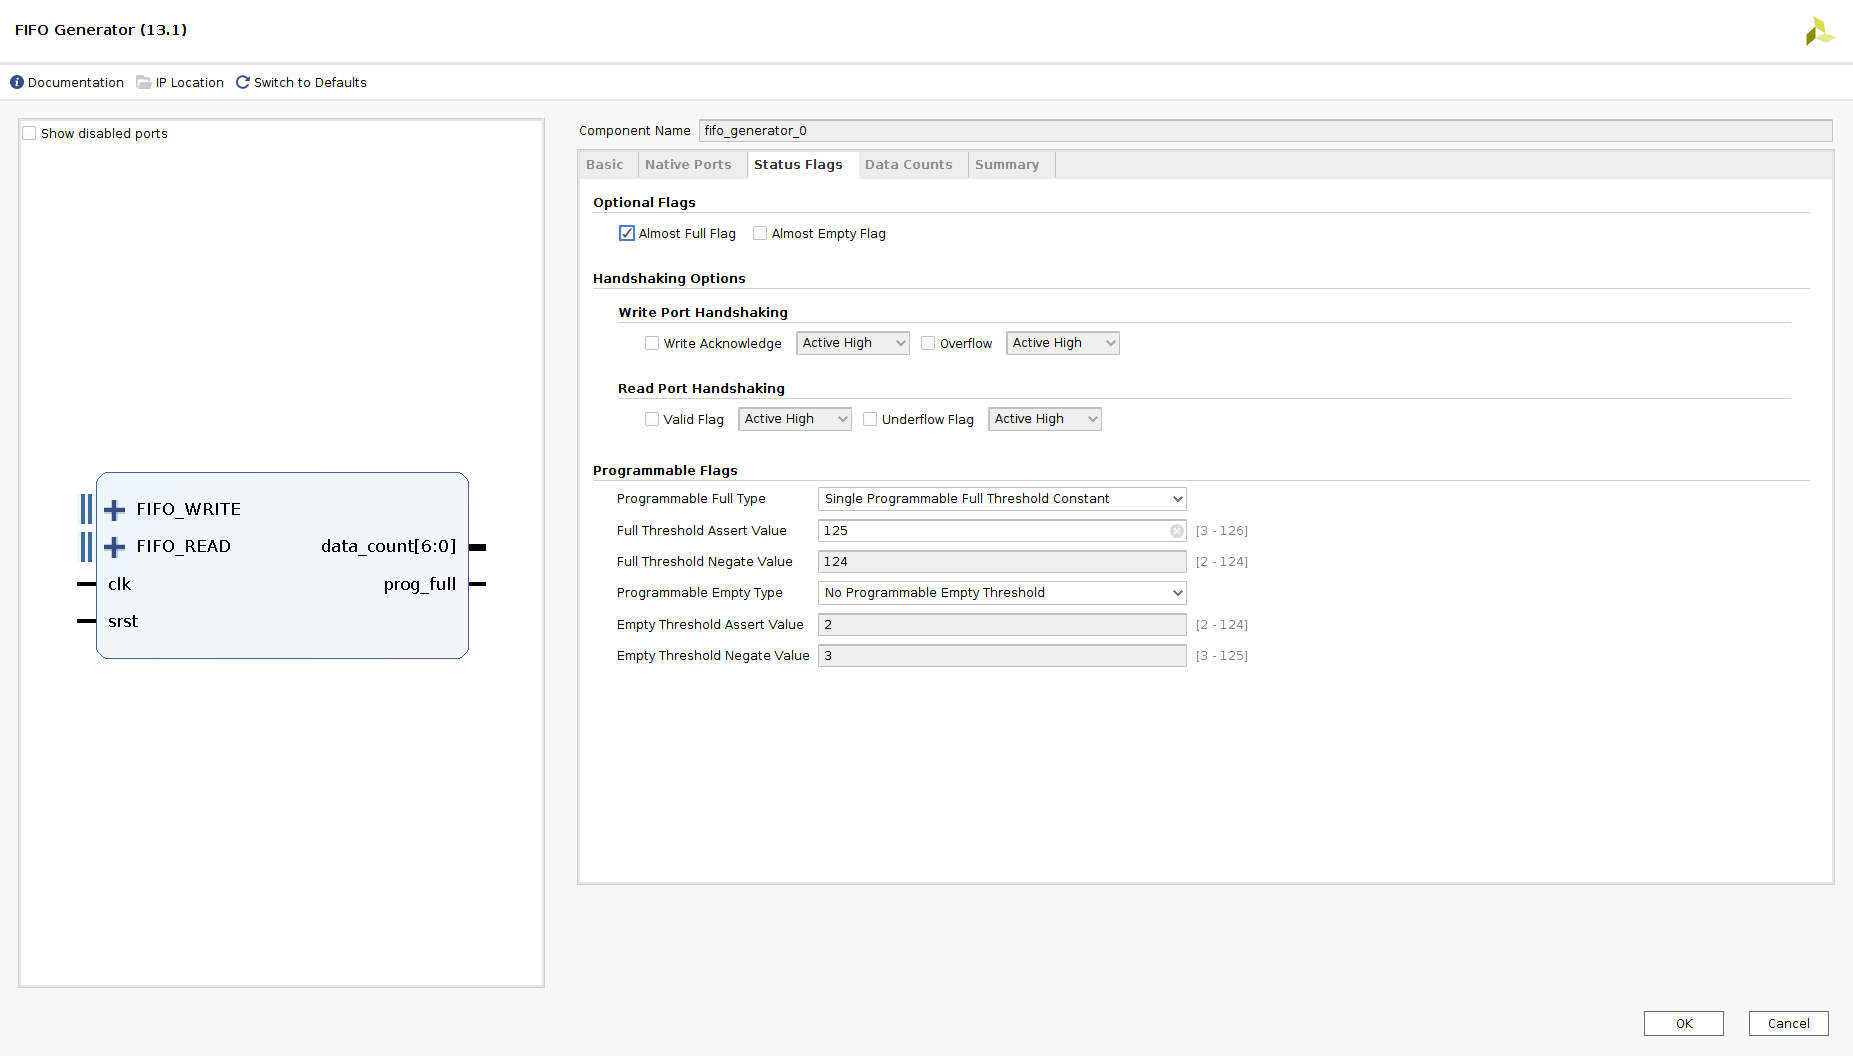 FIFO Generator (13.1)
Documentation IP Location Switch to Defaults
Show disabled ports
FIFO_WRITE
FIFO_READ data_count[6:0]
clk prog_full
srst
Component Name fifo_generator_0
Basic Native Ports Status Flags Data Counts Summary
Optional Flags
Almost Full Flag Almost Empty Flag
Handshaking Options
Write Port Handshaking
Write Acknowledge Active High Overflow Active High
Read Port Handshaking
Valid Flag Active High Underflow Flag Active High
Programmable Flags
Programmable Full Type Single Programmable Full Threshold Constant
Full Threshold Assert Value 125 [3 - 126]
Full Threshold Negate Value 124 [2 - 124]
Programmable Empty Type No Programmable Empty Threshold
Empty Threshold Assert Value 2 [2 - 124]
Empty Threshold Negate Value 3 [3 - 125]
OK Cancel